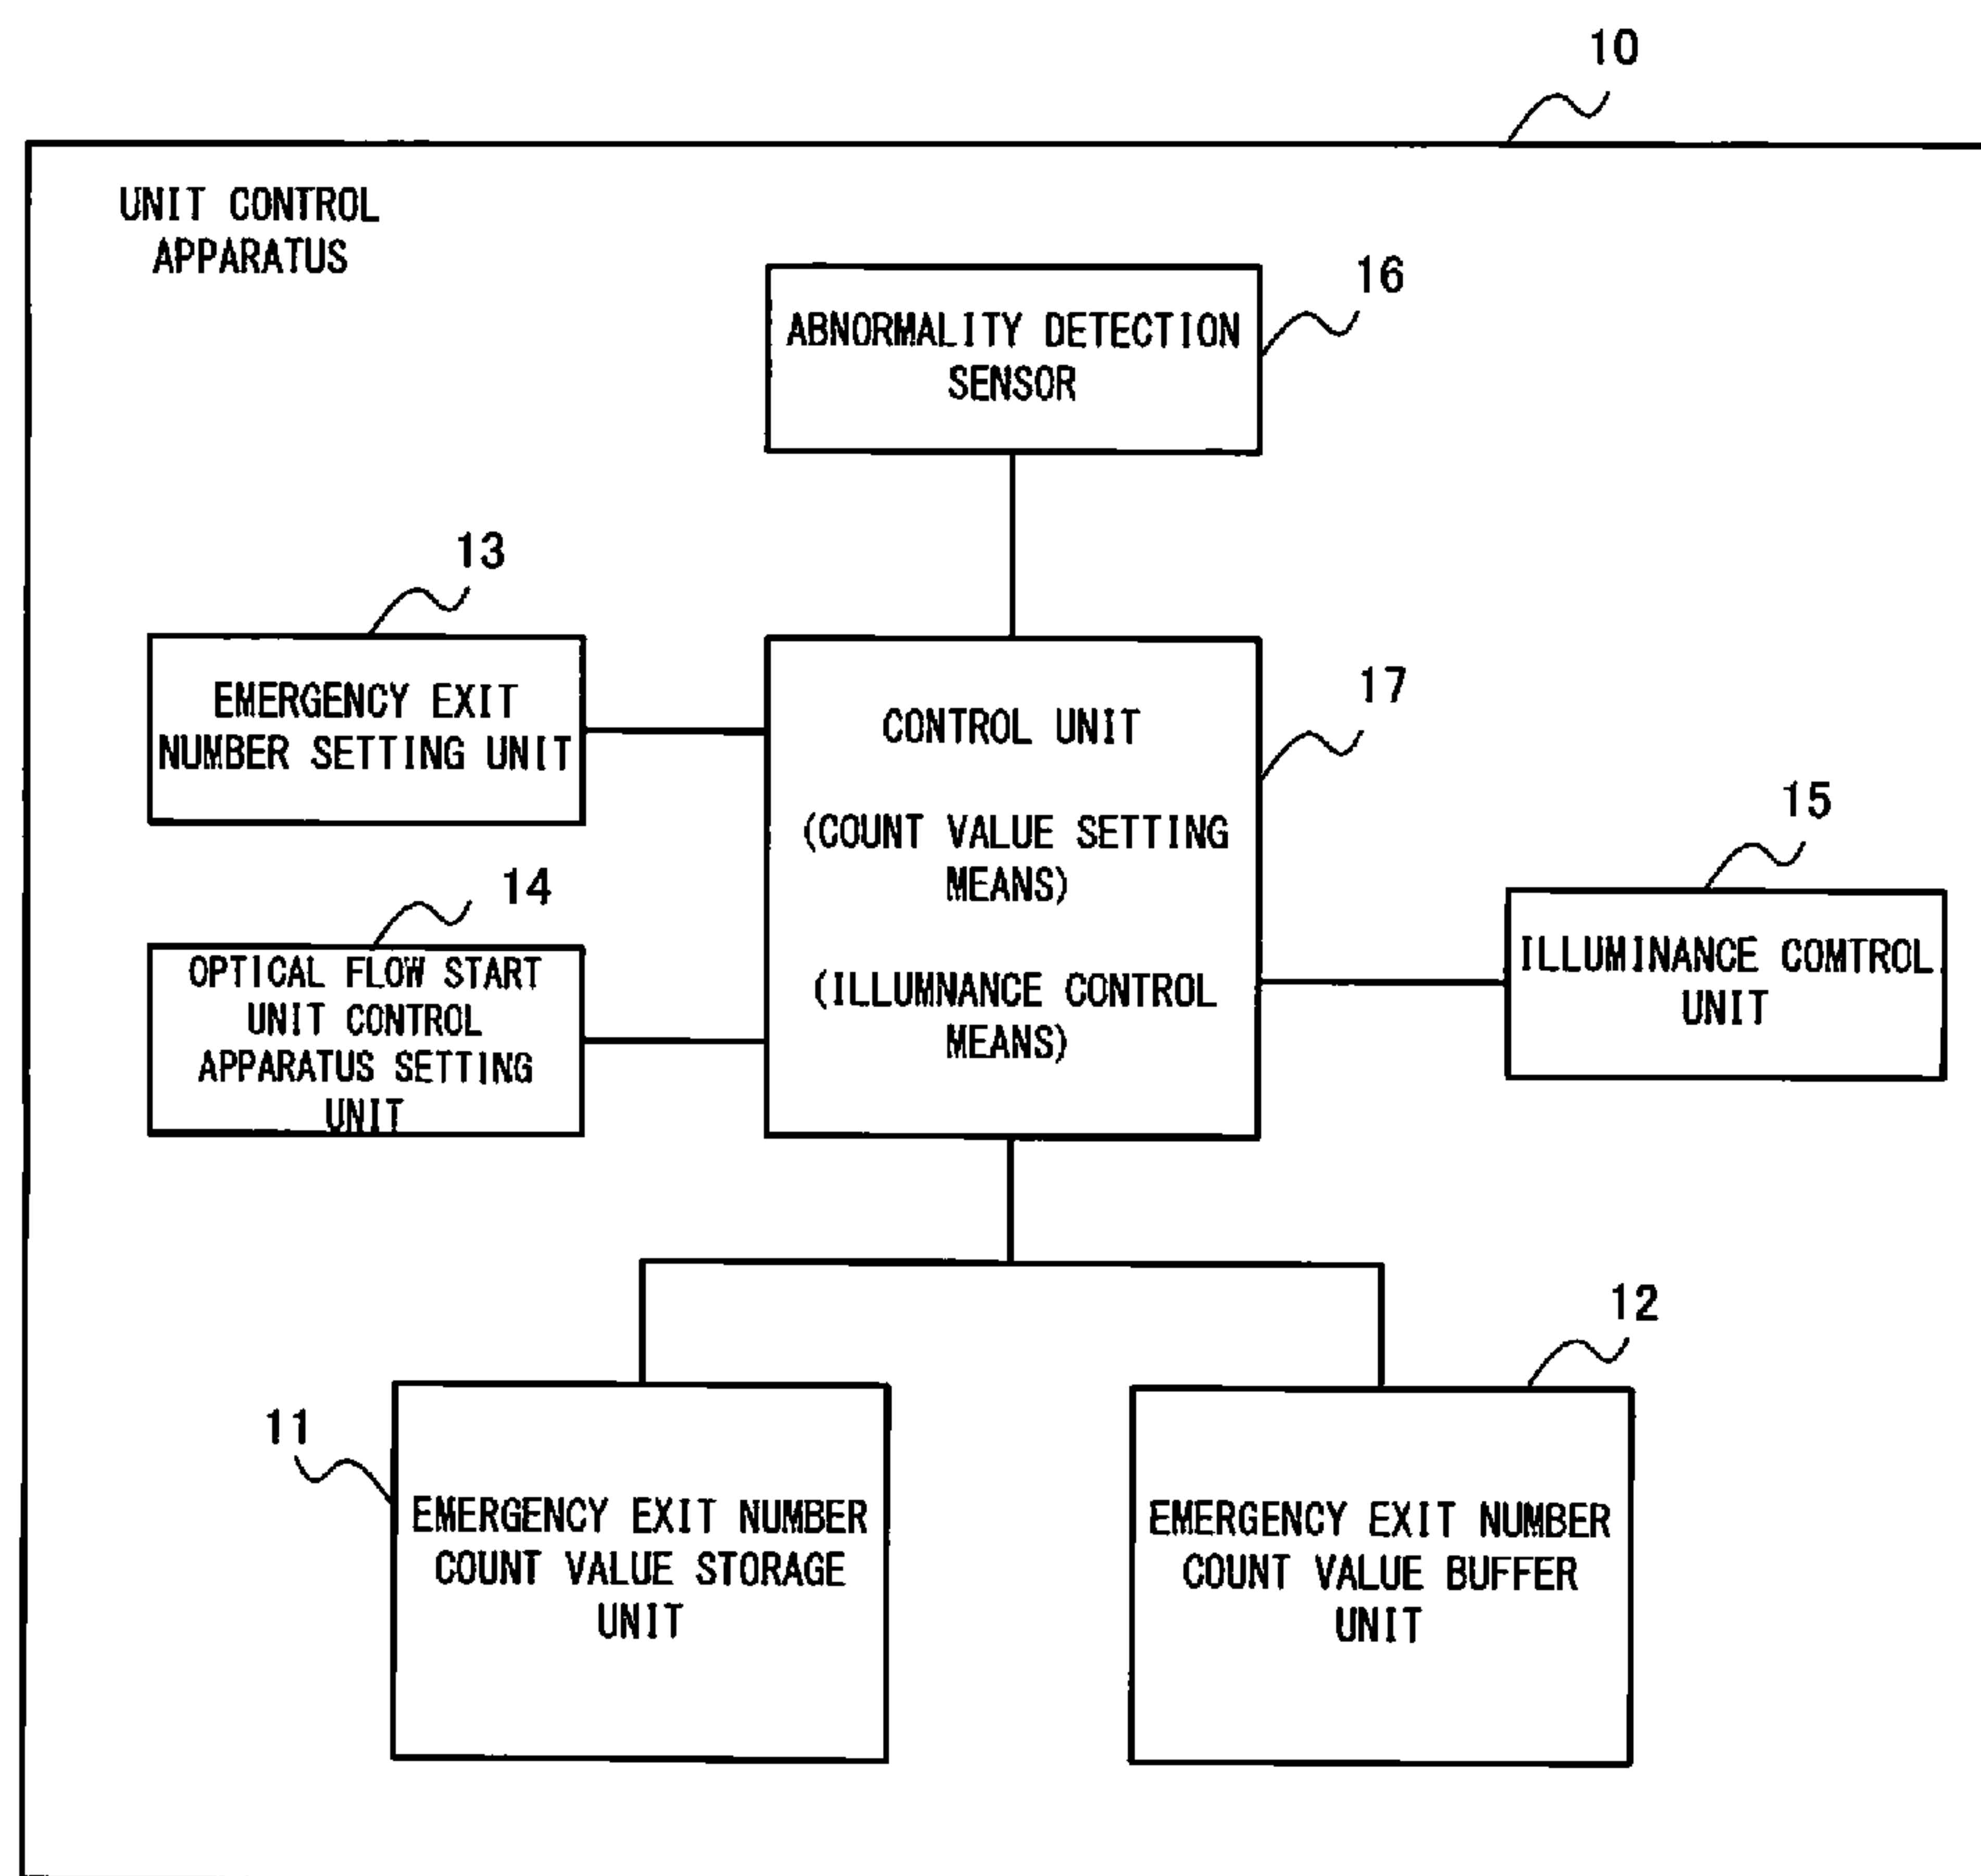 10
UNIT CONTROL
APPARATUS
16
ABNORMALITY DETECTION
SENSOR
13
EMERGENCY EXIT
NUMBER SETTING UNIT
17
CONTROL UNIT
(COUNT VALUE SETTING
MEANS)
(ILLUMNANCE CONTROL
MEANS)
14
OPTICAL FLOW START
UNIT CONTROL
APPARATUS SETTING
UNIT
15
ILLUMINANCE COMTROL
UNIT
11
EMERGENCY EXIT NUMBER
COUNT VALUE STORAGE
UNIT
12
EMERGENCY EXIT NUMBER
COUNT VALUE BUFFER
UNIT